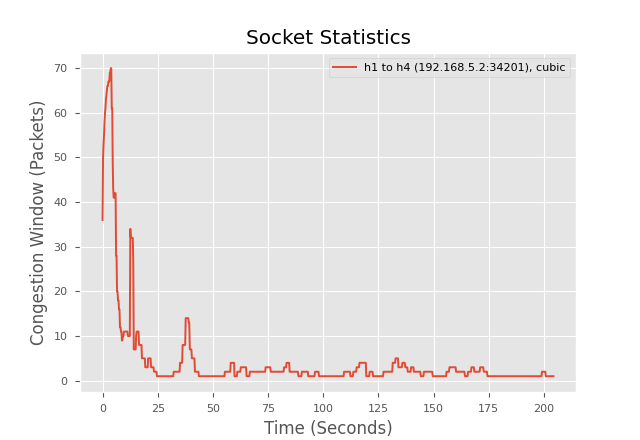 Socket Statistics
h1 to h4 (192.168.5.2:34201), cubic
Congestion Window (Packets)
70
60
50
40
30
20
10
0
0 25 50 75 100 125 150 175 200
Time (Seconds)